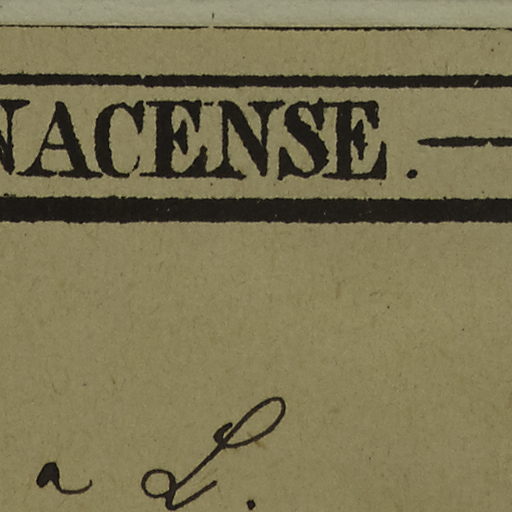 NACENSE. —
a L.